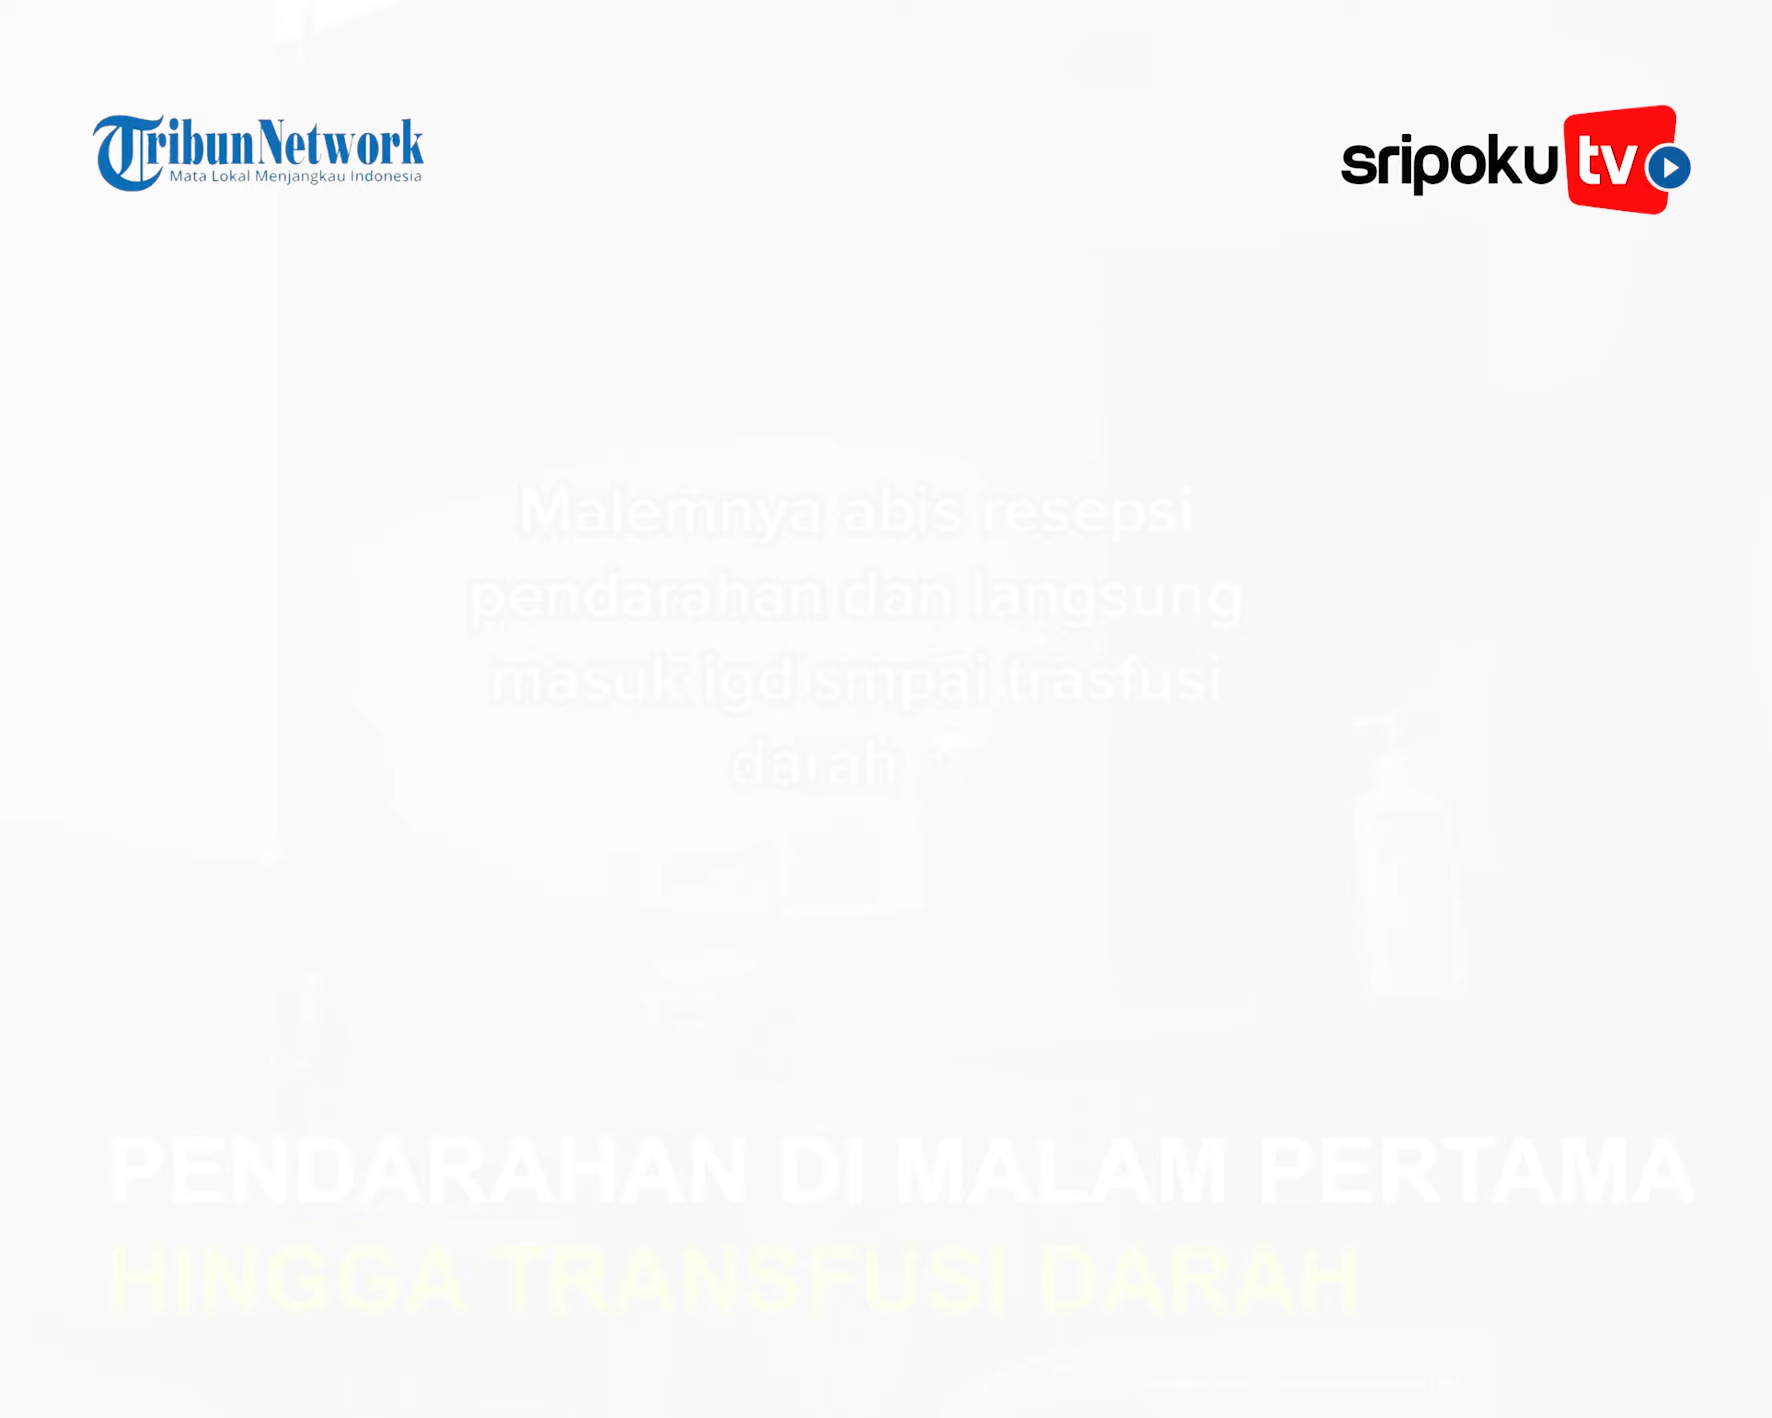 TribunNetwork
Mata Lokal Menjangkau Indonesia
sripoku tv
Malemnya abis resepsi
pendarahan dan langsung
masuk igd smpai trasfusi
darah
PENDARAHAN DI MALAM PERTAMA
HINGGA TRANSFUSI DARAH